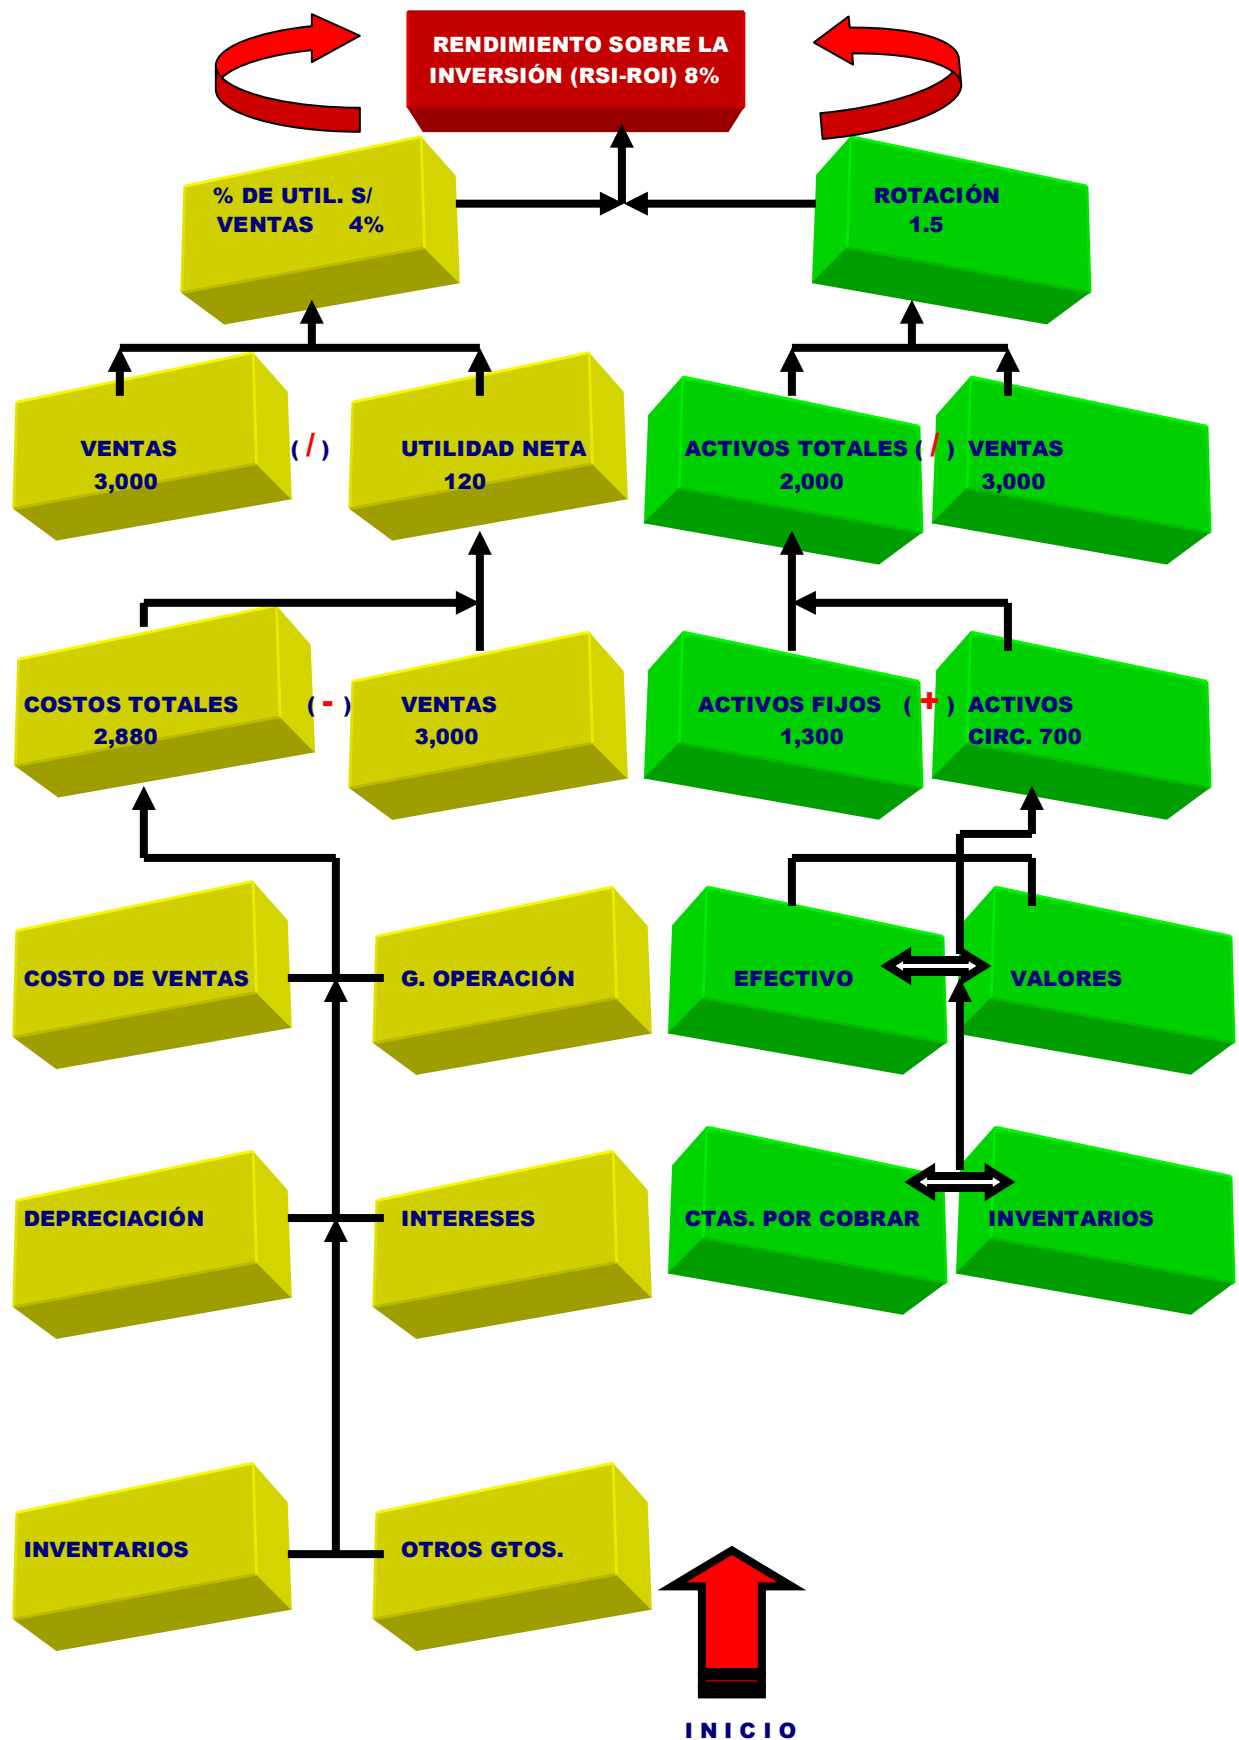 RENDIMIENTO SOBRE LA
INVERSIÓN (RSI-ROI) 8%
% DE UTIL. S/
VENTAS 4%
ROTACIÓN
1.5
VENTAS ( / ) UTILIDAD NETA
3,000 120
ACTIVOS TOTALES ( / ) VENTAS
2,000 3,000
COSTOS TOTALES ( - ) VENTAS
2,880 3,000
ACTIVOS FIJOS ( + ) ACTIVOS
1,300 CIRC. 700
COSTO DE VENTAS
G. OPERACIÓN
EFECTIVO
VALORES
DEPRECIACIÓN
INTERESES
CTAS. POR COBRAR
INVENTARIOS
INVENTARIOS
OTROS GTOS.
I N I C I O